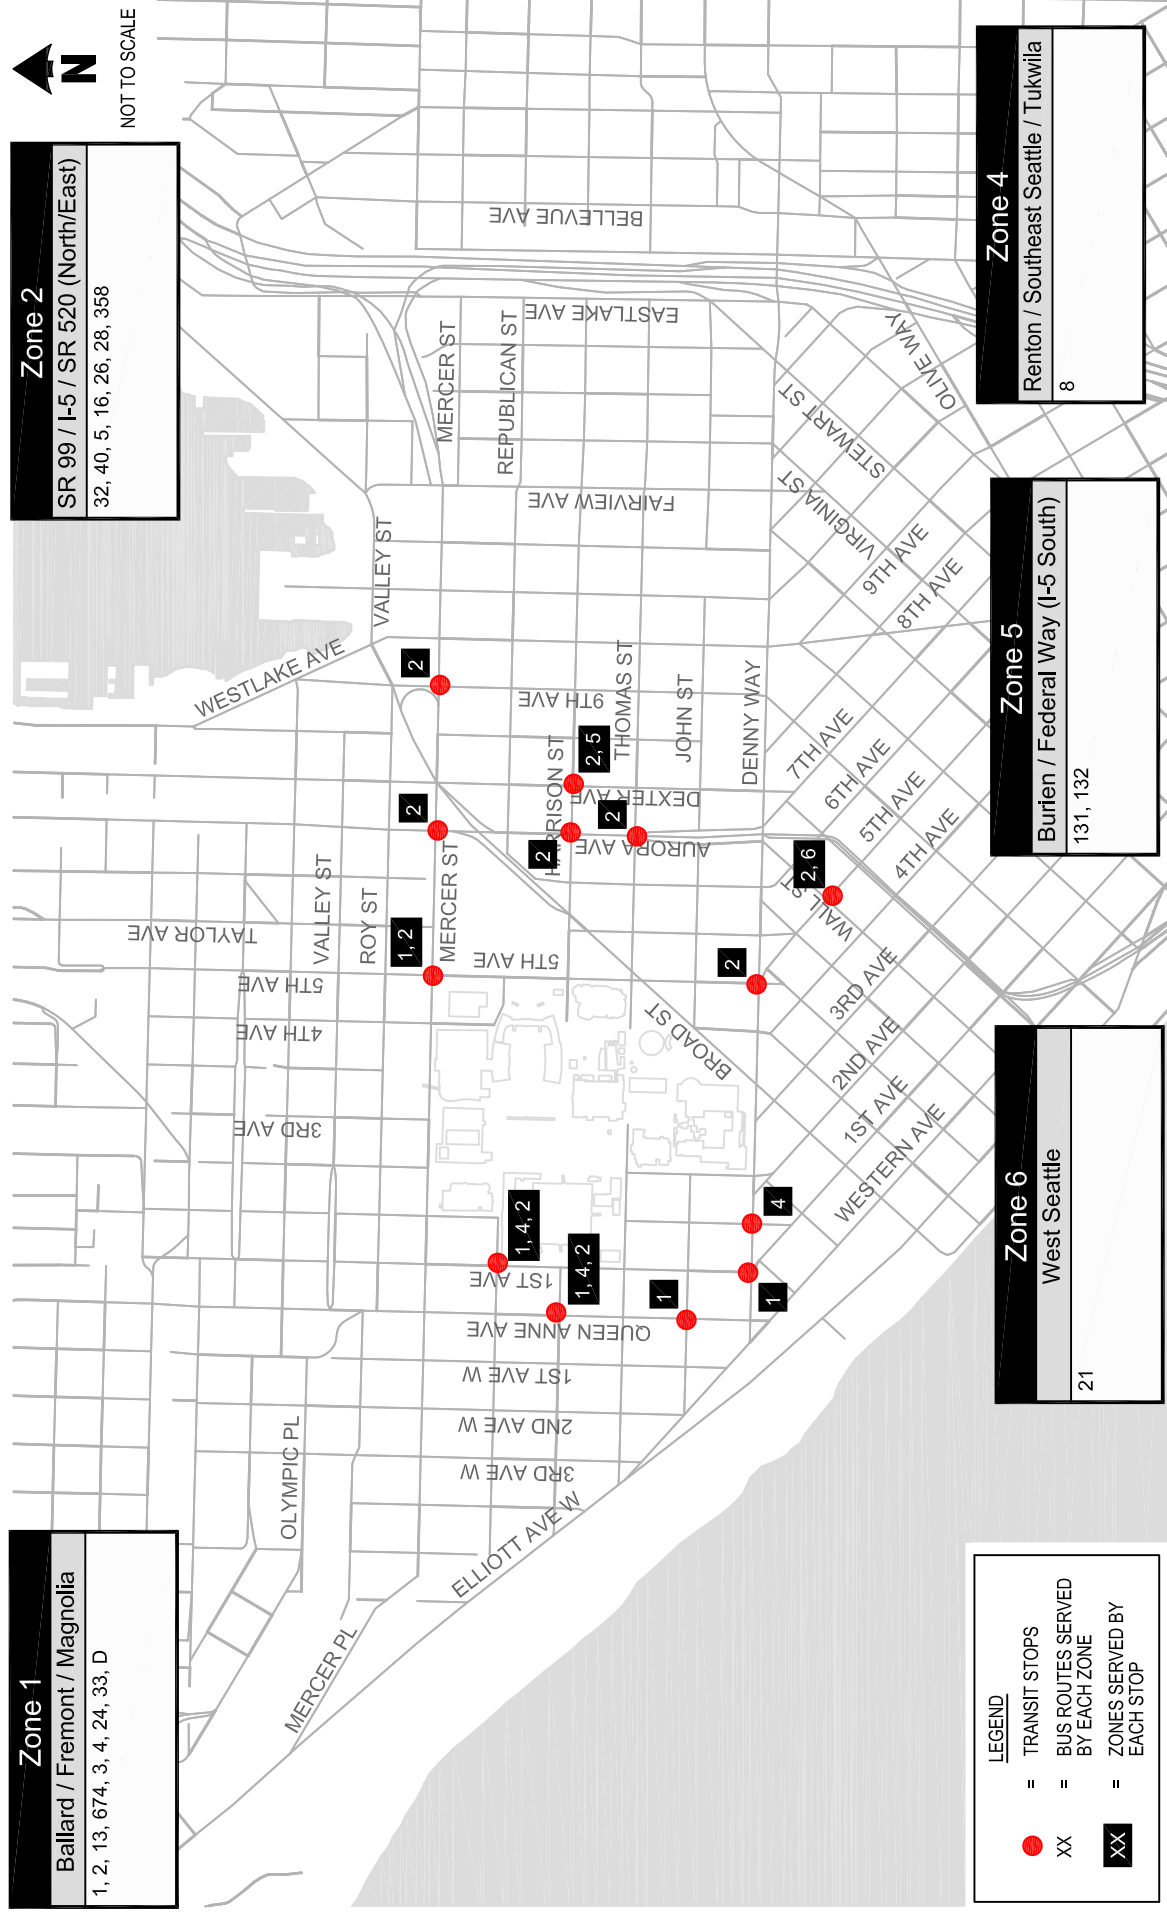 Zone 1
Ballard / Fremont / Magnolia
1, 2, 13, 674, 3, 4, 24, 33, D
Zone 2
SR 99 / I-5 / SR 520 (North/East)
32, 40, 5, 16, 26, 28, 358
N
NOT TO SCALE
WESTLAKE AVE
VALLEY ST
TAYLOR AVE
5TH AVE
4TH AVE
3RD AVE
VALLEY ST
ROY ST
OLYMPIC PL
MERCER PL
ELLIOTT AVE W
MERCER ST
MERCER ST
REPUBLICAN ST
BELLEVUE AVE
EASTLAKE AVE
FAIRVIEW AVE
9TH AVE
HARRISON ST
THOMAS ST
JOHN ST
DENNY WAY
DEXTER AVE
AURORA AVE
5TH AVE
BROAD ST
1ST AVE
QUEEN ANNE AVE
1ST AVE W
2ND AVE W
3RD AVE W
OLIVE WAY
STEWART ST
VIRGINIA ST
9TH AVE
8TH AVE
7TH AVE
6TH AVE
5TH AVE
4TH AVE
WALL ST
3RD AVE
2ND AVE
1ST AVE
WESTERN AVE
2
2
1, 2
2, 5
2
2
2, 6
2
1, 4, 2
1, 4, 2
1
1
4
LEGEND
= TRANSIT STOPS
XX = BUS ROUTES SERVED
BY EACH ZONE
XX = ZONES SERVED BY
EACH STOP
Zone 6
West Seattle
21
Zone 5
Burien / Federal Way (I-5 South)
131, 132
Zone 4
Renton / Southeast Seattle / Tukwila
8